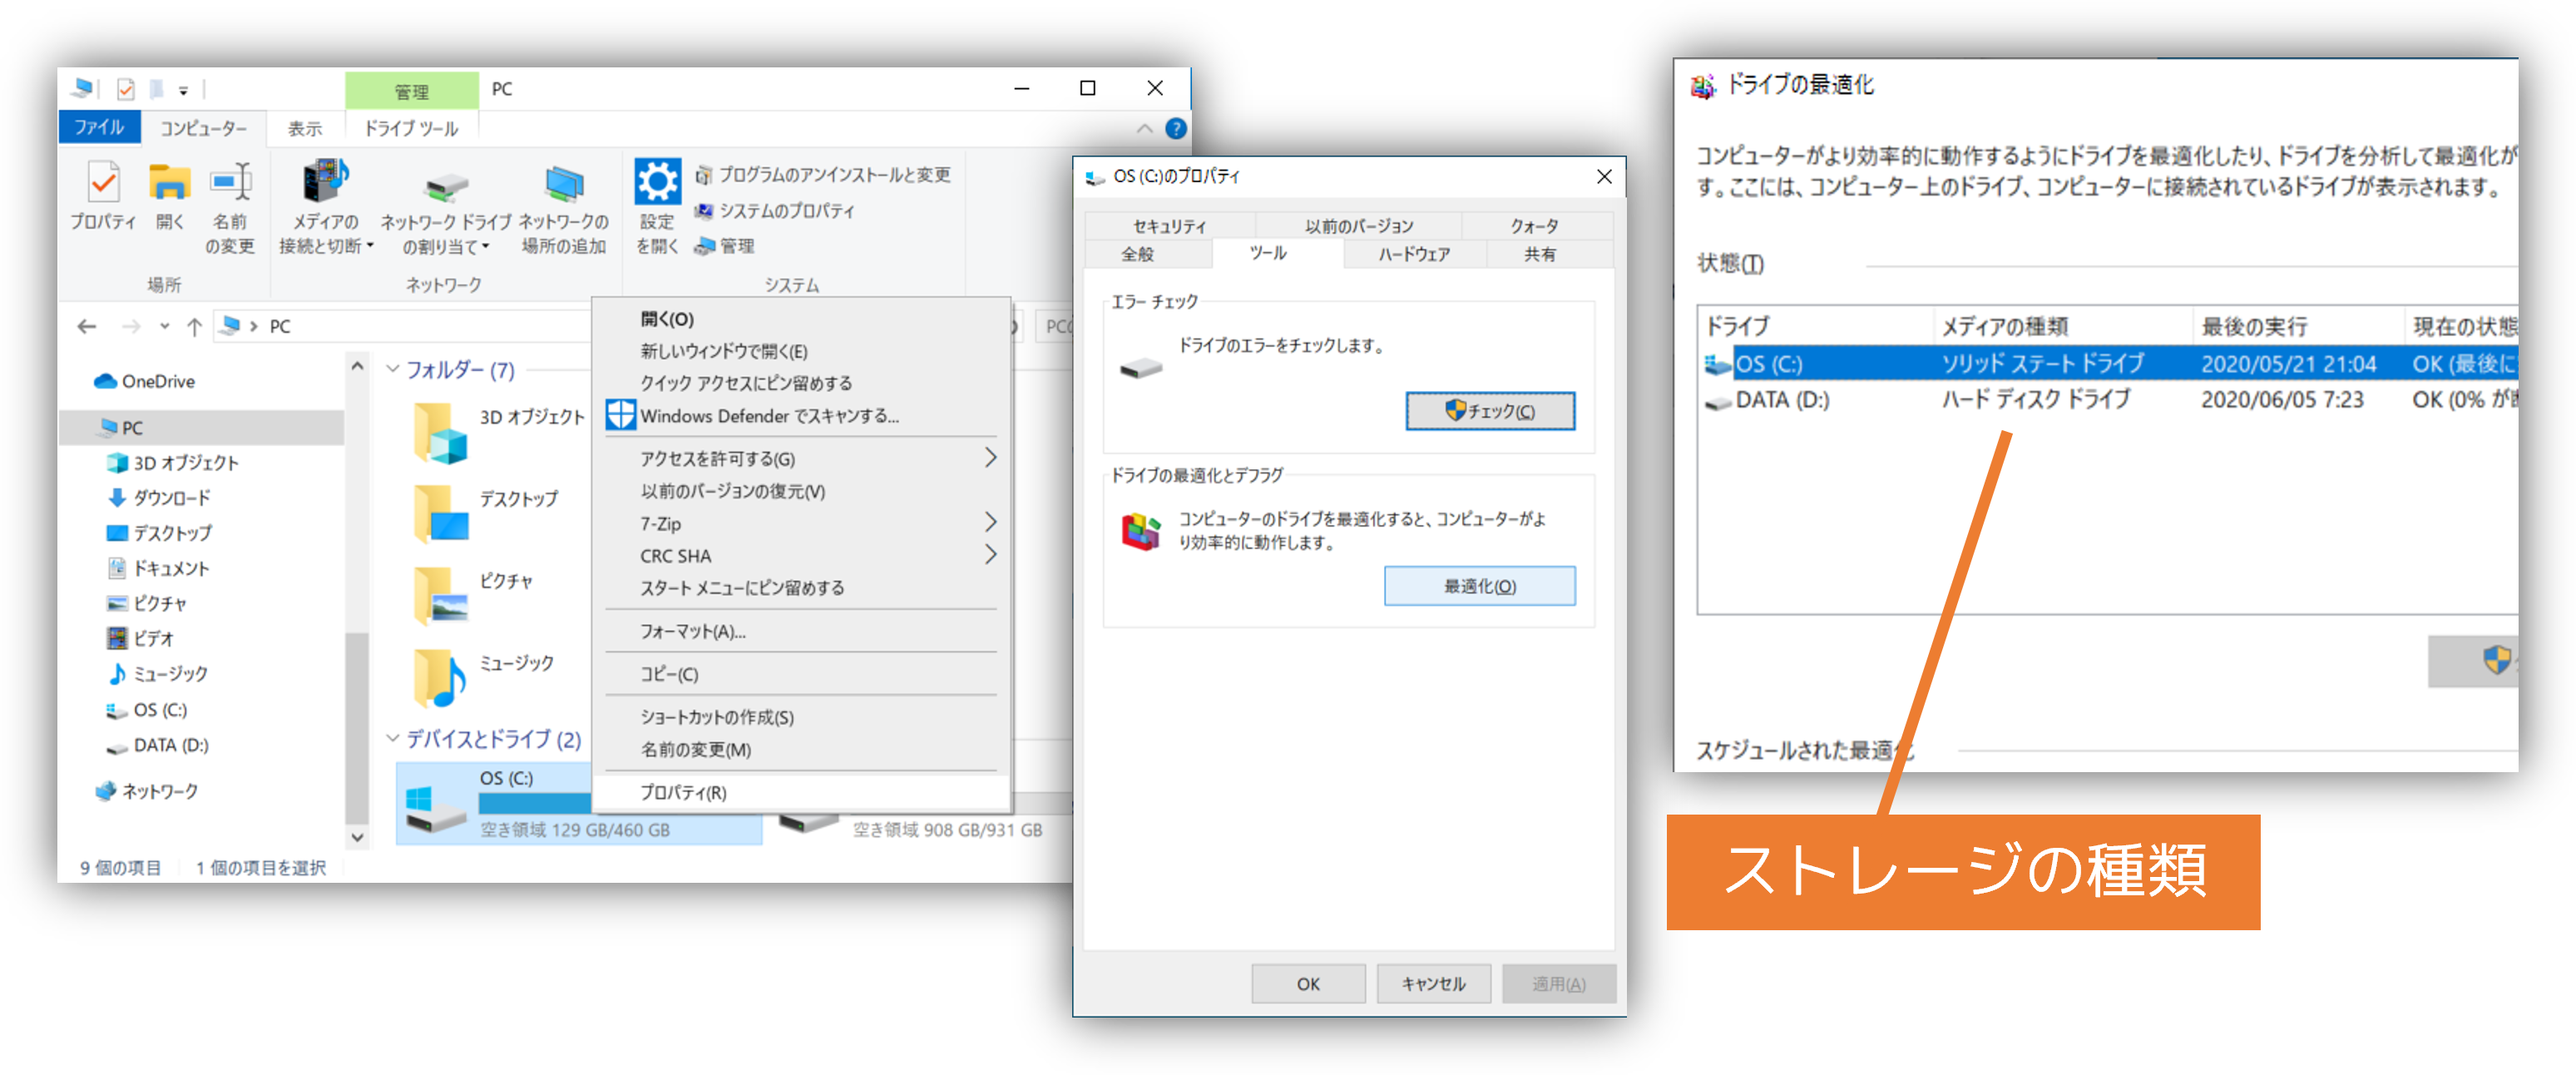 管理
PC
ファイル
コンピューター
表示
ドライブ ツール
プロパティ
開く
名前
の変更
メディアの
接続と切断
ネットワーク ドライブ
の割り当て
ネットワークの
場所の追加
設定
を開く
プログラムのアンインストールと変更
システムのプロパティ
管理
場所
ネットワーク
システム
PC
OneDrive
PC
3D オブジェクト
ダウンロード
デスクトップ
ドキュメント
ピクチャ
ビデオ
ミュージック
OS (C:)
DATA (D:)
ネットワーク
フォルダー (7)
3D オブジェクト
デスクトップ
ピクチャ
ミュージック
デバイスとドライブ (2)
OS (C:)
空き領域 129 GB/460 GB
空き領域 908 GB/931 GB
9 個の項目
1 個の項目を選択
開く(O)
新しいウィンドウで開く(E)
クイック アクセスにピン留めする
Windows Defender でスキャンする...
アクセスを許可する(G)
以前のバージョンの復元(V)
7-Zip
CRC SHA
スタート メニューにピン留めする
フォーマット(A)...
コピー(C)
ショートカットの作成(S)
名前の変更(M)
プロパティ(R)
OS (C:)のプロパティ
セキュリティ
以前のバージョン
クォータ
全般
ツール
ハードウェア
共有
エラー チェック
ドライブのエラーをチェックします。
チェック(C)
ドライブの最適化とデフラグ
コンピューターのドライブを最適化すると、コンピューターがよ
り効率的に動作します。
最適化(O)
OK
キャンセル
適用(A)
ドライブの最適化
コンピューターがより効率的に動作するようにドライブを最適化したり、ドライブを分析して最適化が
す。ここには、コンピューター上のドライブ、コンピューターに接続されているドライブが表示されます。
状態(T)
ドライブ メディアの種類 最後の実行 現在の状態
OS (C:) ソリッド ステート ドライブ 2020/05/21 21:04 OK (最後に
DATA (D:) ハード ディスク ドライブ 2020/06/05 7:23 OK (0% が
スケジュールされた最適化
ストレージの種類